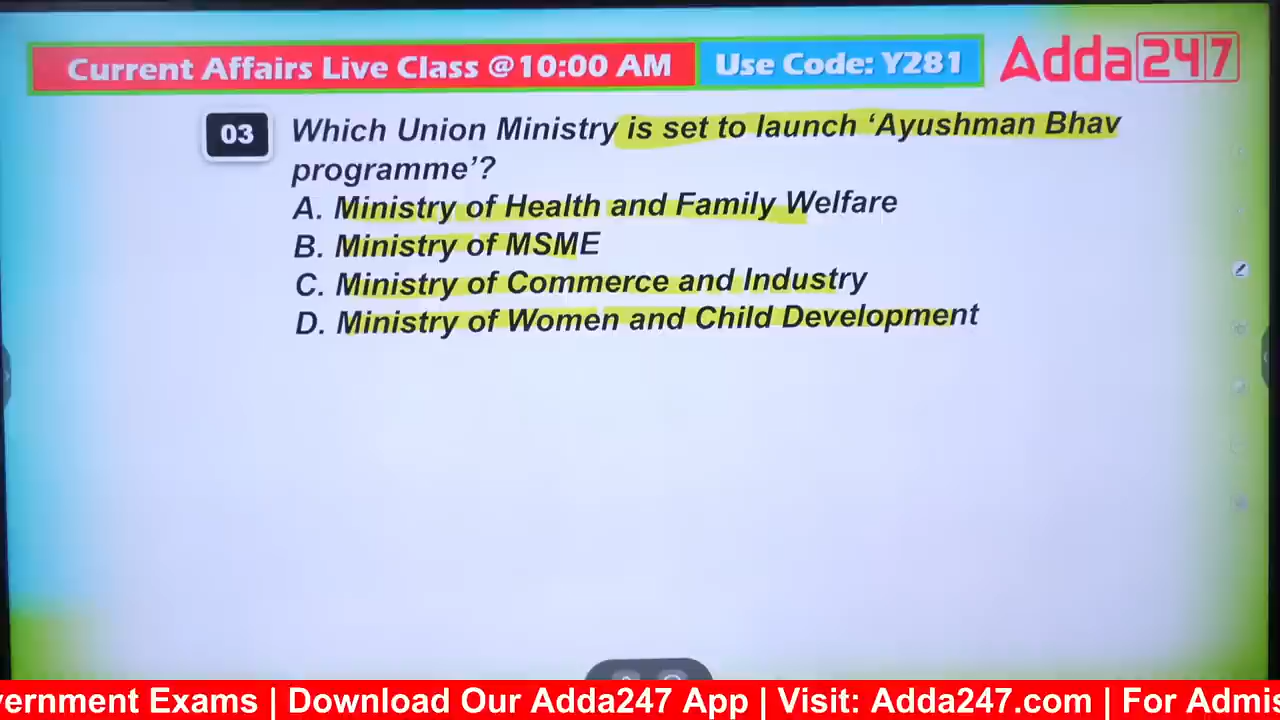 Current Affairs Live Class @10:00 AM Use Code: Y281 Adda247
03 Which Union Ministry is set to launch ‘Ayushman Bhav
programme’?
A. Ministry of Health and Family Welfare
B. Ministry of MSME
C. Ministry of Commerce and Industry
D. Ministry of Women and Child Development
vernment Exams | Download Our Adda247 App | Visit: Adda247.com | For Admis